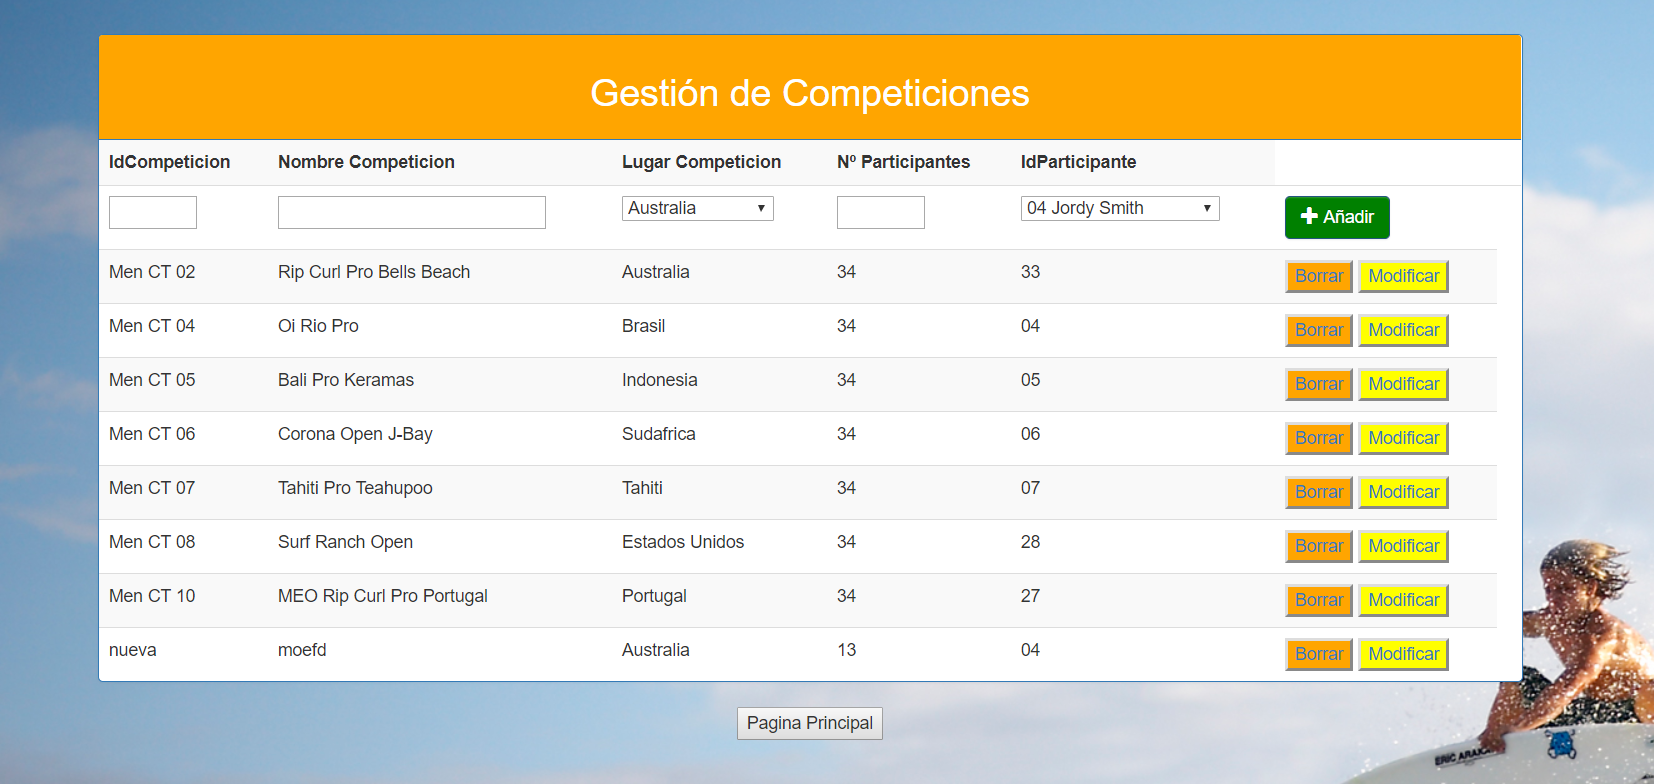 Gestión de Competiciones
IdCompeticion Nombre Competicion Lugar Competicion Nº Participantes IdParticipante
Australia 04 Jordy Smith Añadir
Men CT 02 Rip Curl Pro Bells Beach Australia 34 33 Borrar Modificar
Men CT 04 Oi Rio Pro Brasil 34 04 Borrar Modificar
Men CT 05 Bali Pro Keramas Indonesia 34 05 Borrar Modificar
Men CT 06 Corona Open J-Bay Sudafrica 34 06 Borrar Modificar
Men CT 07 Tahiti Pro Teahupoo Tahiti 34 07 Borrar Modificar
Men CT 08 Surf Ranch Open Estados Unidos 34 28 Borrar Modificar
Men CT 10 MEO Rip Curl Pro Portugal Portugal 34 27 Borrar Modificar
nueva moefd Australia 13 04 Borrar Modificar
Pagina Principal
ERIC